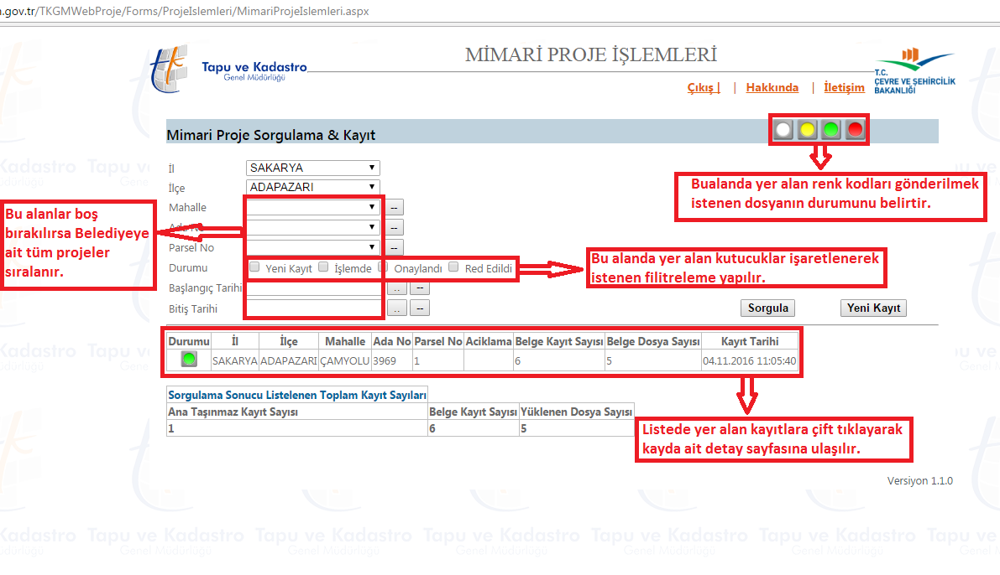 n.gov.tr/TKGMWebProje/Forms/ProjeIslemleri/MimariProjeIslemleri.aspx
MİMARİ PROJE İŞLEMLERİ
Tapu ve Kadastro
Genel Müdürlüğü
T.C.
ÇEVRE VE ŞEHİRCİLİK
BAKANLIĞI
Çıkış | | Hakkında | İletişim
Mimari Proje Sorgulama & Kayıt
Bualanda yer alan renk kodları gönderilmek
istenen dosyanın durumunu belirtir.
İl SAKARYA
İlçe ADAPAZARI
Mahalle --
Ada No --
Parsel No --
Durumu Yeni Kayıt İşlemde Onaylandı Red Edildi
Başlangıç Tarihi .. --
Bitiş Tarihi .. --
Bu alanlar boş
bırakılırsa Belediyeye
ait tüm projeler
sıralanır.
Bu alanda yer alan kutucuklar işaretlenerek
istenen filitreleme yapılır.
Sorgula Yeni Kayıt
Durumu İl İlçe Mahalle Ada No Parsel No Aciklama Belge Kayıt Sayısı Belge Dosya Sayısı Kayıt Tarihi
SAKARYA ADAPAZARI ÇAMYOLU 3969 1 6 5 04.11.2016 11:05:40
Sorgulama Sonucu Listelenen Toplam Kayıt Sayıları
Ana Taşınmaz Kayıt Sayısı Belge Kayıt Sayısı Yüklenen Dosya Sayısı
1 6 5
Listede yer alan kayıtlara çift tıklayarak
kayda ait detay sayfasına ulaşılır.
Versiyon 1.1.0